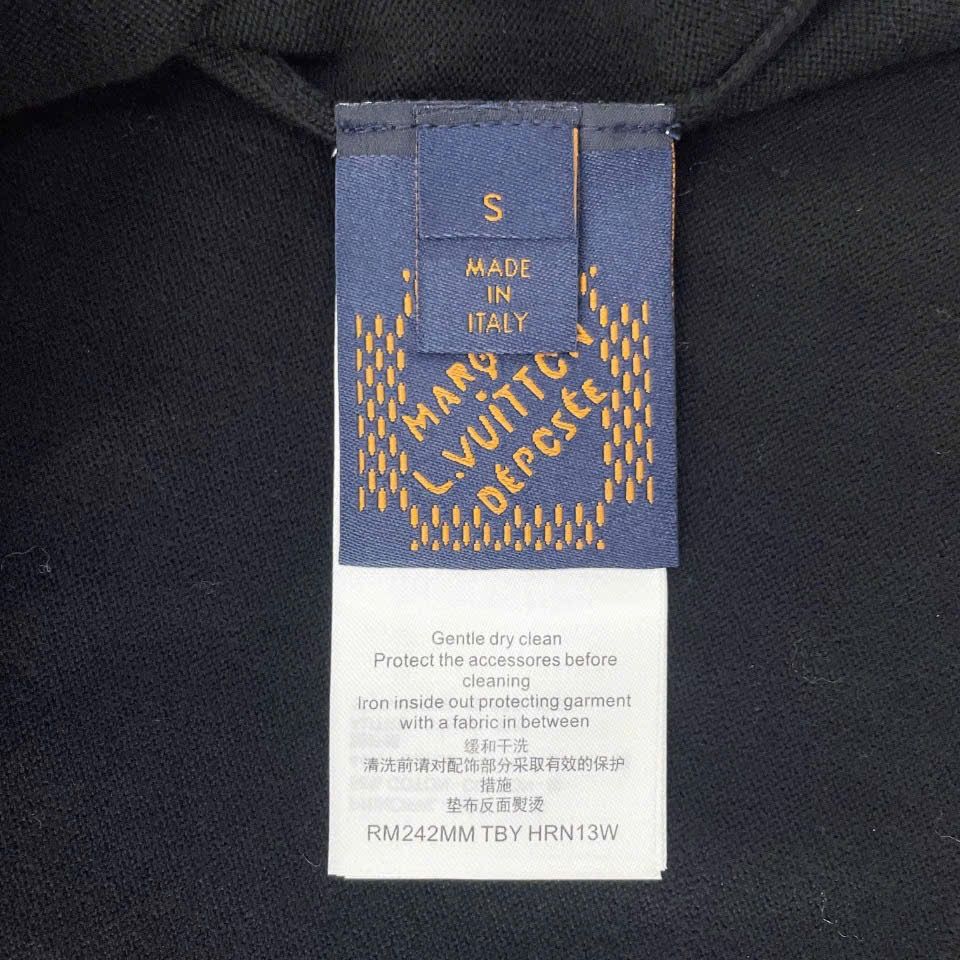 S
MADE
IN
ITALY
MARQ
L.VUiTTON
DÉPOSÉE
Gentle dry clean
Protect the accessores before
cleaning
Iron inside out protecting garment
with a fabric in between
缓和干洗
清洗前请对配饰部分采取有效的保护
措施
垫布反面熨烫
RM242MM TBY HRN13W